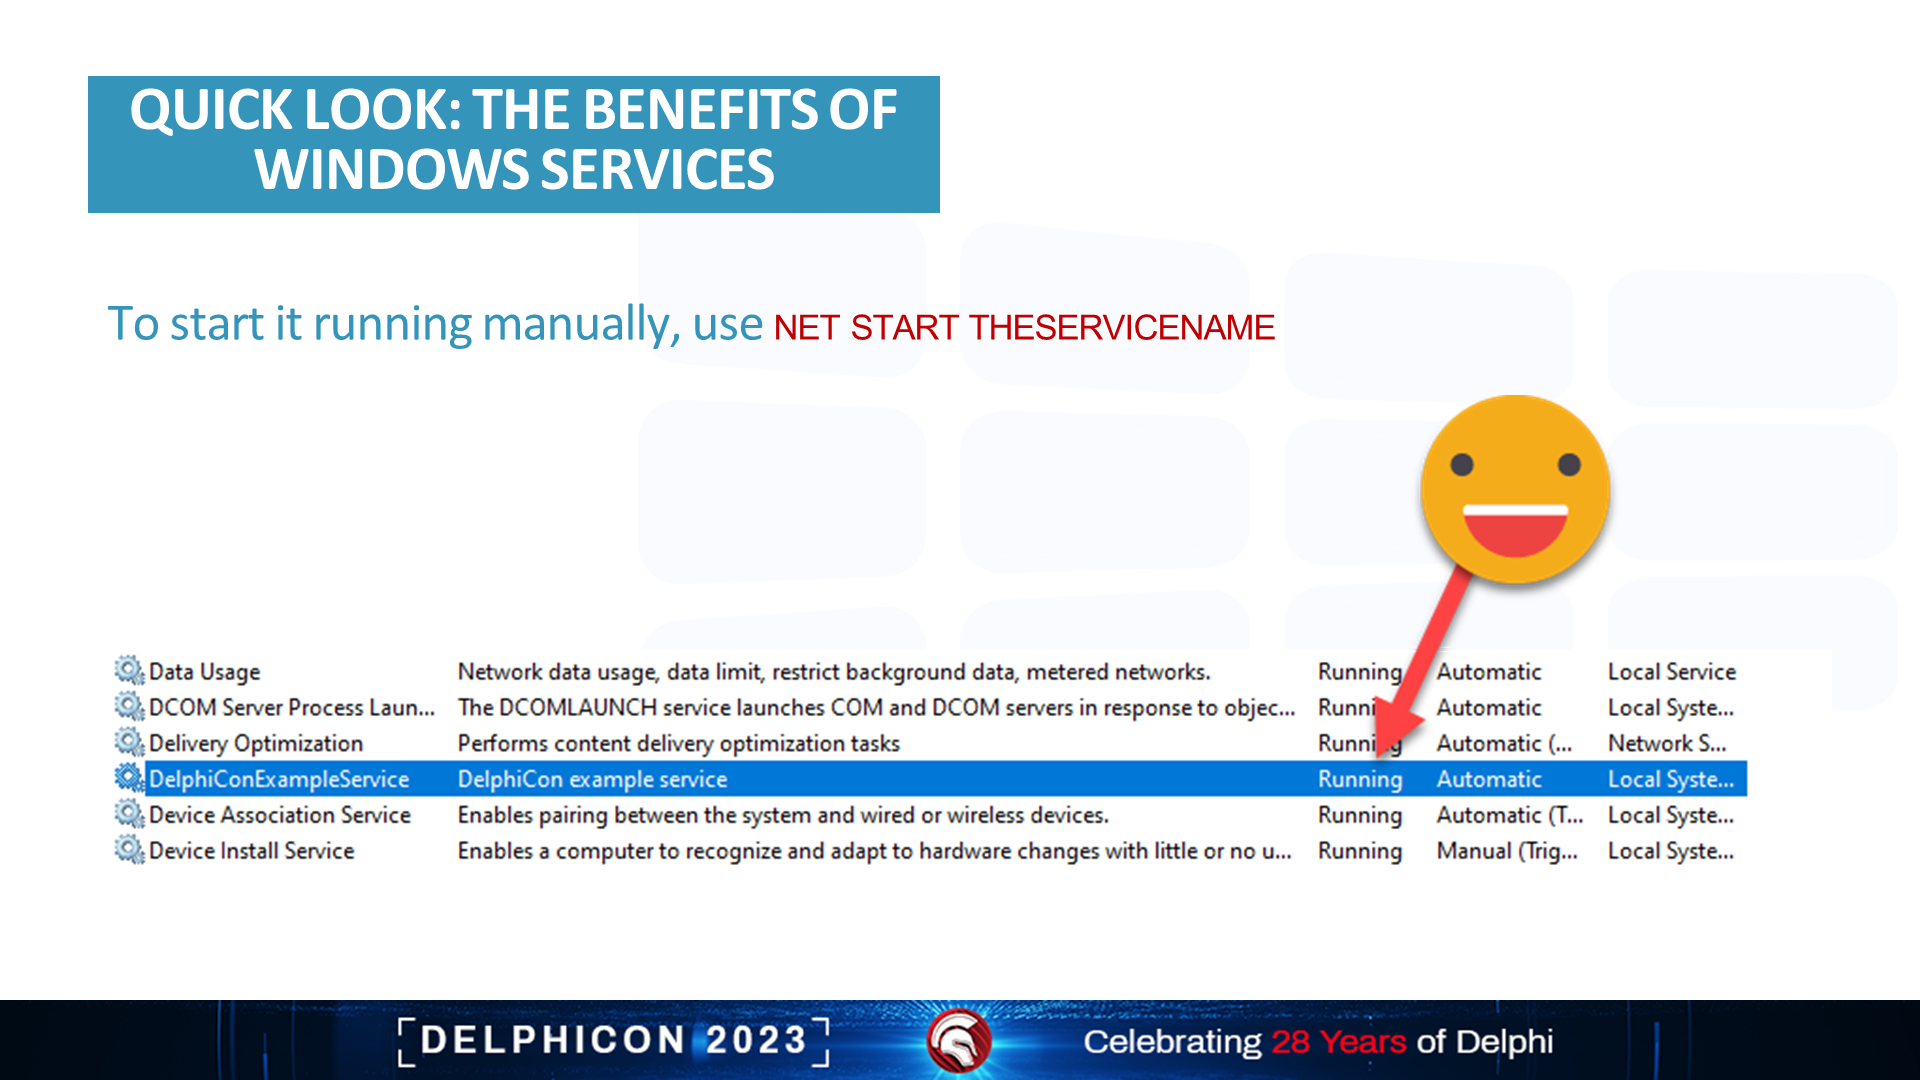 QUICK LOOK: THE BENEFITS OF
WINDOWS SERVICES
To start it running manually, use NET START THESERVICENAME
Data Usage Network data usage, data limit, restrict background data, metered networks. Running Automatic Local Service
DCOM Server Process Laun... The DCOMLAUNCH service launches COM and DCOM servers in response to objec... Running Automatic Local Syste...
Delivery Optimization Performs content delivery optimization tasks Running Automatic (... Network S...
DelphiConExampleService DelphiCon example service Running Automatic Local Syste...
Device Association Service Enables pairing between the system and wired or wireless devices. Running Automatic (T... Local Syste...
Device Install Service Enables a computer to recognize and adapt to hardware changes with little or no u... Running Manual (Trig... Local Syste...
DELPHICON 2023 Celebrating 28 Years of Delphi